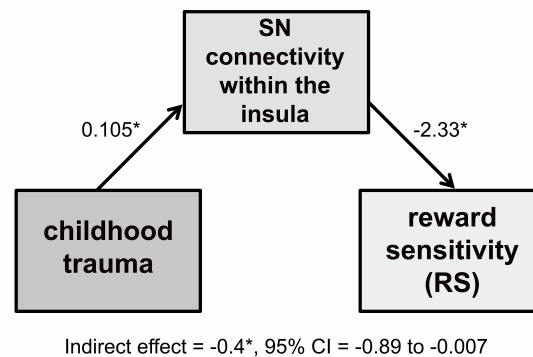 SN
connectivity
within the
insula
0.105*
-2.33*
childhood
trauma
reward
sensitivity
(RS)
Indirect effect = -0.4*, 95% CI = -0.89 to -0.007